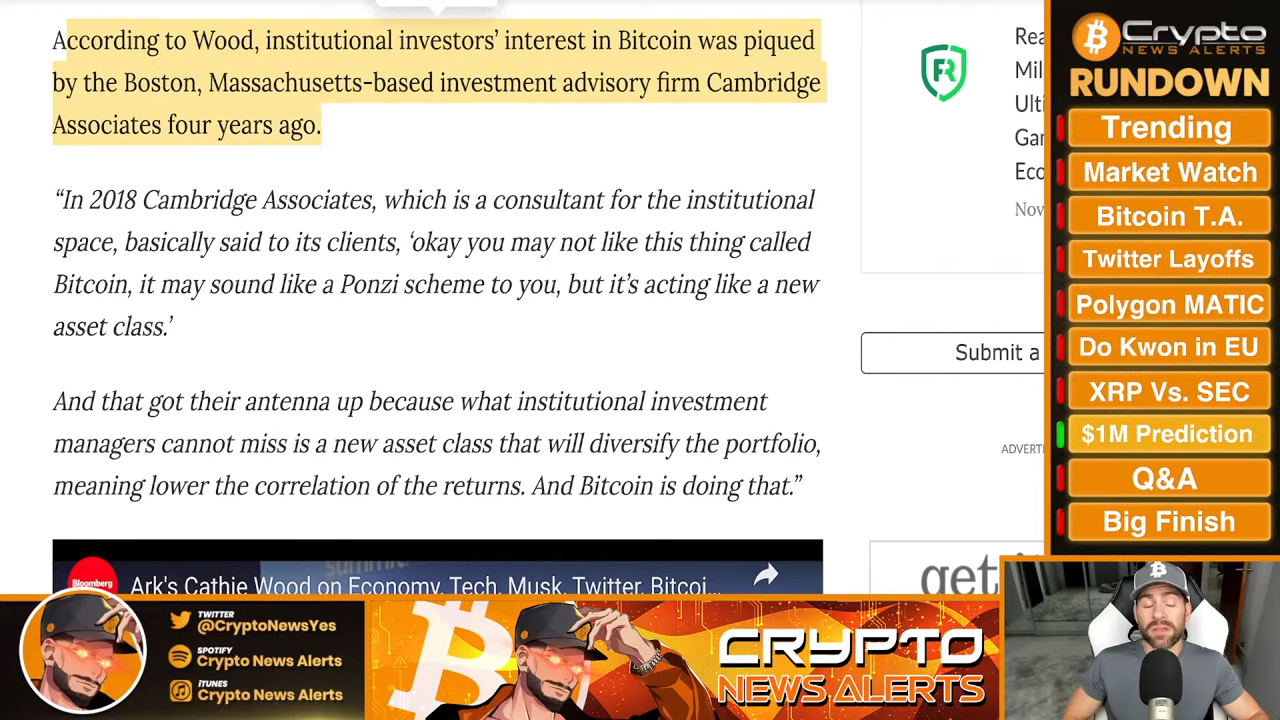 According to Wood, institutional investors’ interest in Bitcoin was piqued
by the Boston, Massachusetts-based investment advisory firm Cambridge
Associates four years ago.
“In 2018 Cambridge Associates, which is a consultant for the institutional
space, basically said to its clients, ‘okay you may not like this thing called
Bitcoin, it may sound like a Ponzi scheme to you, but it’s acting like a new
asset class.’
And that got their antenna up because what institutional investment
managers cannot miss is a new asset class that will diversify the portfolio,
meaning lower the correlation of the returns. And Bitcoin is doing that.”
Bloomberg
Ark's Cathie Wood on Economy, Tech, Musk, Twitter, Bitcoi...
FR
Rea
Mil
Ulti
Gar
Eco
Nov
Submit a
ADVERT
get
Crypto
NEWS ALERTS
RUNDOWN
Trending
Market Watch
Bitcoin T.A.
Twitter Layoffs
Polygon MATIC
Do Kwon in EU
XRP Vs. SEC
$1M Prediction
Q&A
Big Finish
TWITTER
@CryptoNewsYes
SPOTIFY
Crypto News Alerts
iTUNES
Crypto News Alerts
CRYPTO
NEWS ALERTS